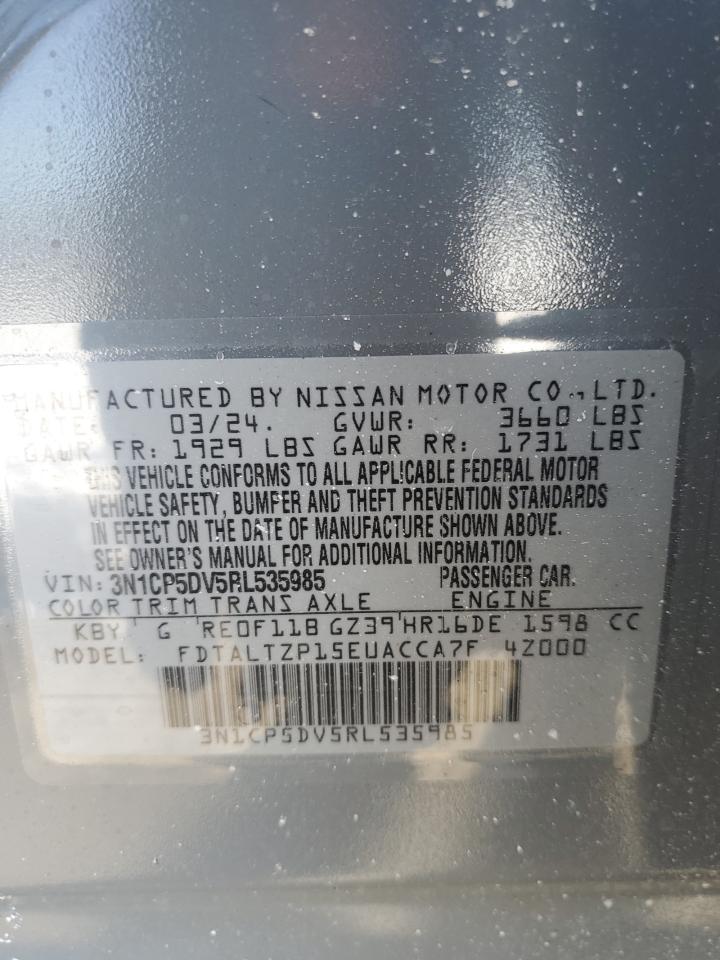 MANUFACTURED BY NISSAN MOTOR CO., LTD.
DATE: 03/24. GVWR: 3660 LBS
GAWR FR: 1929 LBS GAWR RR: 1731 LBS
THIS VEHICLE CONFORMS TO ALL APPLICABLE FEDERAL MOTOR
VEHICLE SAFETY, BUMPER AND THEFT PREVENTION STANDARDS
IN EFFECT ON THE DATE OF MANUFACTURE SHOWN ABOVE.
SEE OWNER'S MANUAL FOR ADDITIONAL INFORMATION.
VIN: 3N1CP5DV5RL535985 PASSENGER CAR.
COLOR TRIM TRANS AXLE ENGINE
KBY G RE0F11B GZ39 HR16DE 1598 CC
MODEL: FDTALTZP15EUACCA7F 4Z000
3N1CP5DV5RL535985